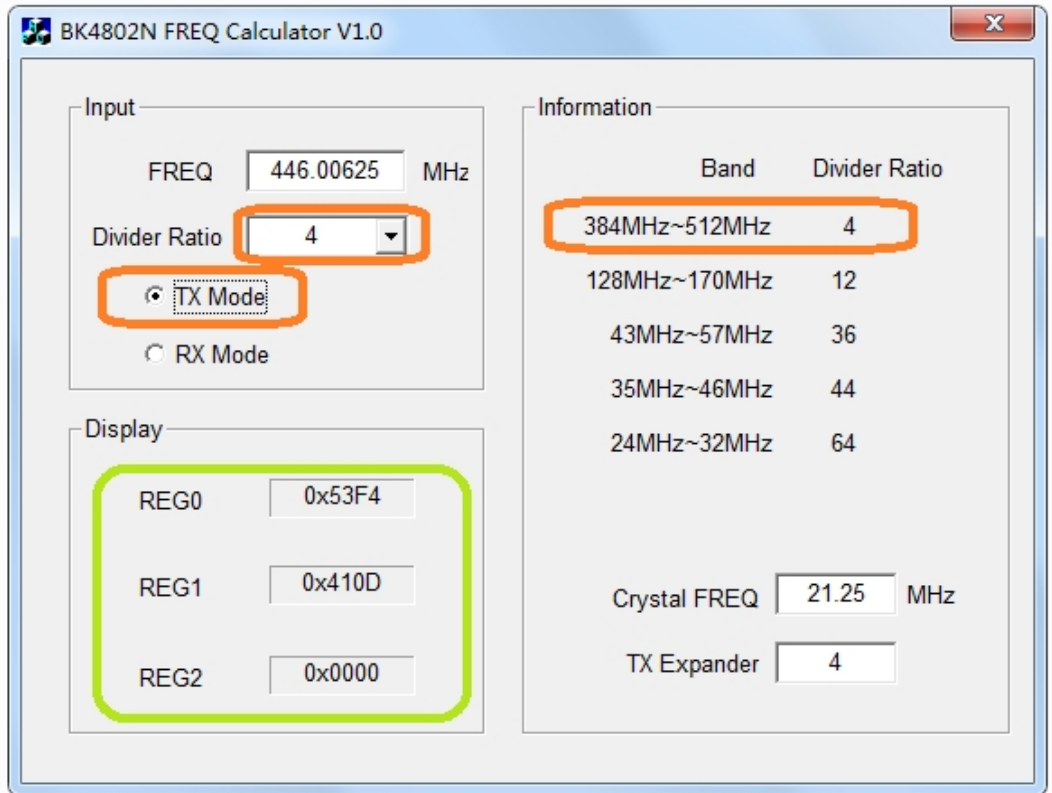 BK4802N FREQ Calculator V1.0
Input
FREQ 446.00625 MHz
Divider Ratio 4
TX Mode
RX Mode
Display
REG0 0x53F4
REG1 0x410D
REG2 0x0000
Information
Band Divider Ratio
384MHz~512MHz 4
128MHz~170MHz 12
43MHz~57MHz 36
35MHz~46MHz 44
24MHz~32MHz 64
Crystal FREQ 21.25 MHz
TX Expander 4